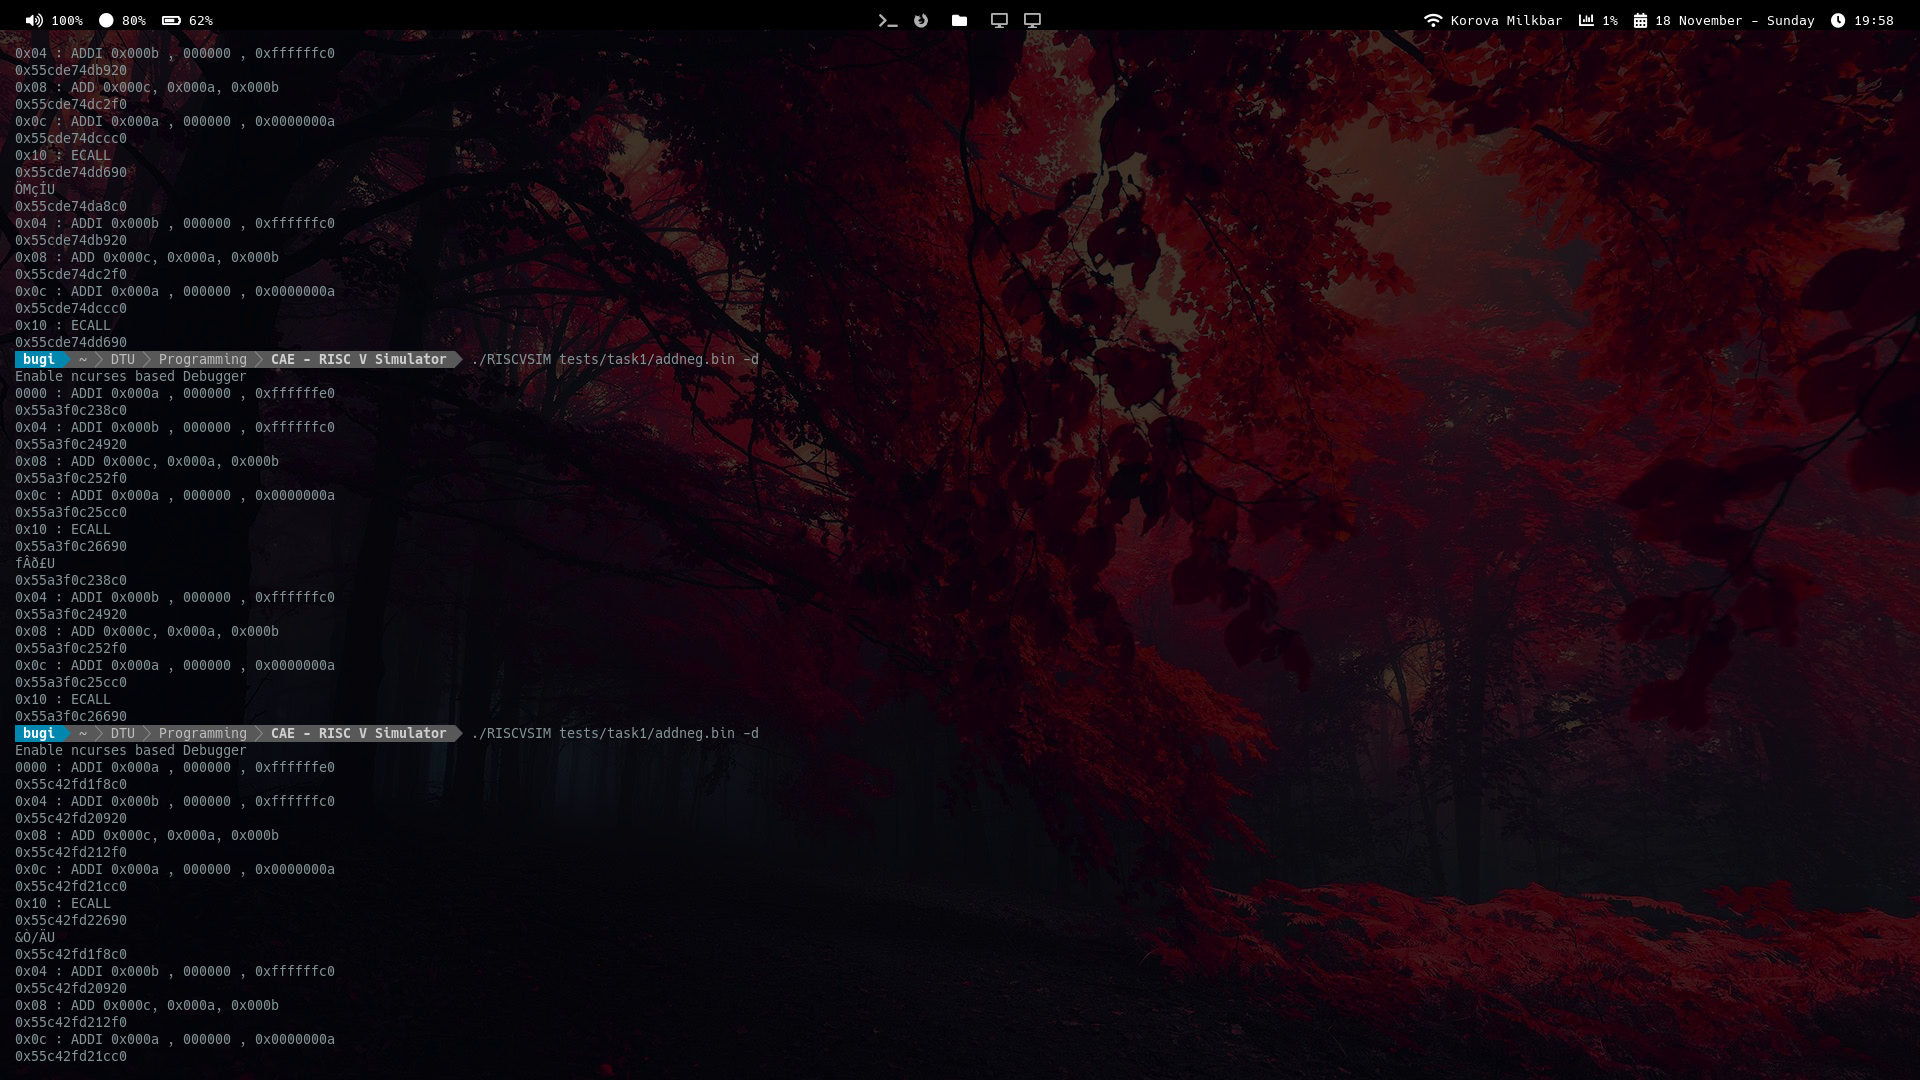 100% 80% 62% Korova Milkbar 1% 18 November - Sunday 19:58
0x04 : ADDI 0x000b , 000000 , 0xffffffc0
0x55cde74db920
0x08 : ADD 0x000c, 0x000a, 0x000b
0x55cde74dc2f0
0x0c : ADDI 0x000a , 000000 , 0x0000000a
0x55cde74dccc0
0x10 : ECALL
0x55cde74dd690
ÖMçÍU
0x55cde74da8c0
0x04 : ADDI 0x000b , 000000 , 0xffffffc0
0x55cde74db920
0x08 : ADD 0x000c, 0x000a, 0x000b
0x55cde74dc2f0
0x0c : ADDI 0x000a , 000000 , 0x0000000a
0x55cde74dccc0
0x10 : ECALL
0x55cde74dd690
bugi ~ DTU Programming CAE - RISC V Simulator ./RISCVSIM tests/task1/addneg.bin -d
Enable ncurses based Debugger
0000 : ADDI 0x000a , 000000 , 0xffffffe0
0x55a3f0c238c0
0x04 : ADDI 0x000b , 000000 , 0xffffffc0
0x55a3f0c24920
0x08 : ADD 0x000c, 0x000a, 0x000b
0x55a3f0c252f0
0x0c : ADDI 0x000a , 000000 , 0x0000000a
0x55a3f0c25cc0
0x10 : ECALL
0x55a3f0c26690
fÂð£U
0x55a3f0c238c0
0x04 : ADDI 0x000b , 000000 , 0xffffffc0
0x55a3f0c24920
0x08 : ADD 0x000c, 0x000a, 0x000b
0x55a3f0c252f0
0x0c : ADDI 0x000a , 000000 , 0x0000000a
0x55a3f0c25cc0
0x10 : ECALL
0x55a3f0c26690
bugi ~ DTU Programming CAE - RISC V Simulator ./RISCVSIM tests/task1/addneg.bin -d
Enable ncurses based Debugger
0000 : ADDI 0x000a , 000000 , 0xffffffe0
0x55c42fd1f8c0
0x04 : ADDI 0x000b , 000000 , 0xffffffc0
0x55c42fd20920
0x08 : ADD 0x000c, 0x000a, 0x000b
0x55c42fd212f0
0x0c : ADDI 0x000a , 000000 , 0x0000000a
0x55c42fd21cc0
0x10 : ECALL
0x55c42fd22690
&Ò/ÄU
0x55c42fd1f8c0
0x04 : ADDI 0x000b , 000000 , 0xffffffc0
0x55c42fd20920
0x08 : ADD 0x000c, 0x000a, 0x000b
0x55c42fd212f0
0x0c : ADDI 0x000a , 000000 , 0x0000000a
0x55c42fd21cc0